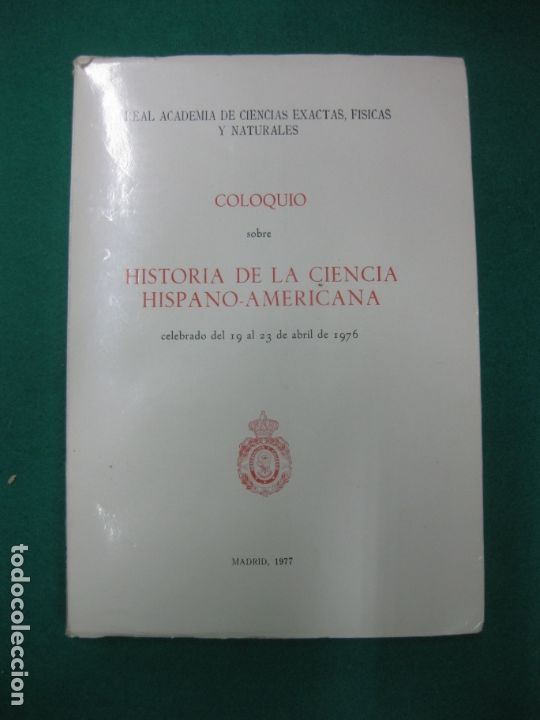 REAL ACADEMIA DE CIENCIAS EXACTAS, FISICAS
Y NATURALES
COLOQUIO
sobre
HISTORIA DE LA CIENCIA
HISPANO-AMERICANA
celebrado del 19 al 23 de abril de 1976
MADRID, 1977
todocoleccion.net